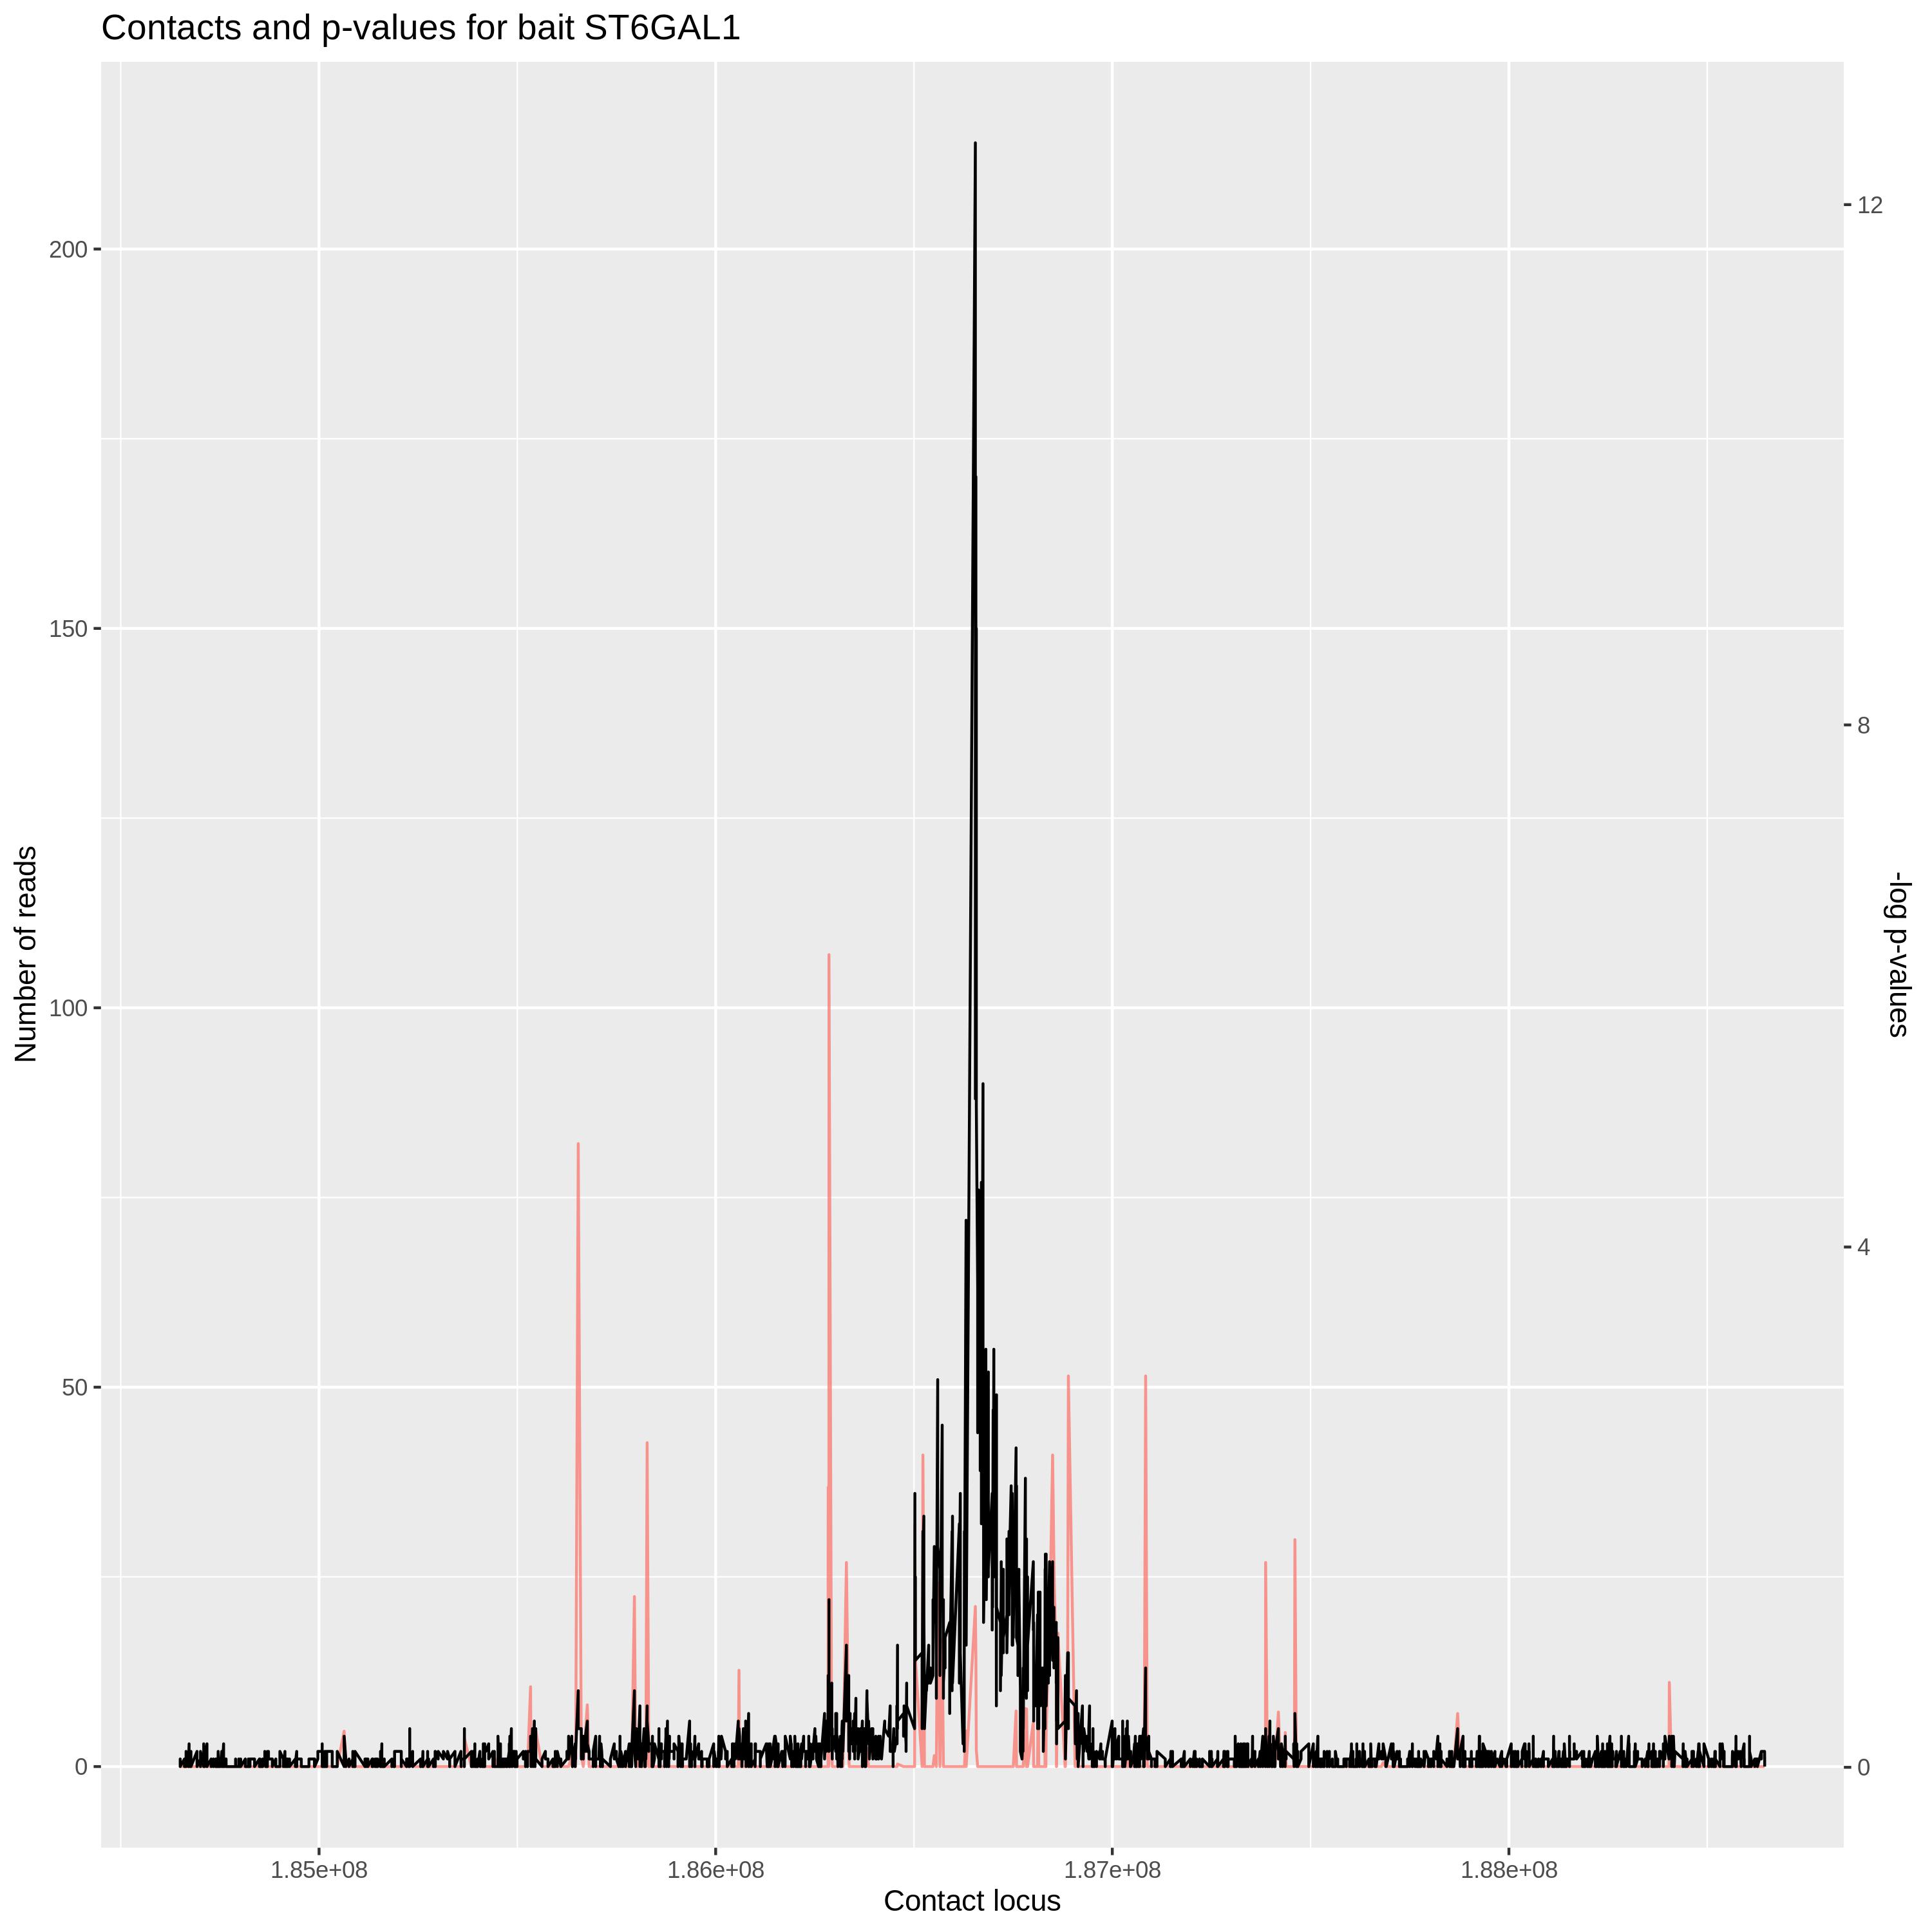 Contacts and p-values for bait ST6GAL1
Number of reads
200
150
100
50
0
12
8
4
0
-log p-values
1.85e+08 1.86e+08 1.87e+08 1.88e+08
Contact locus